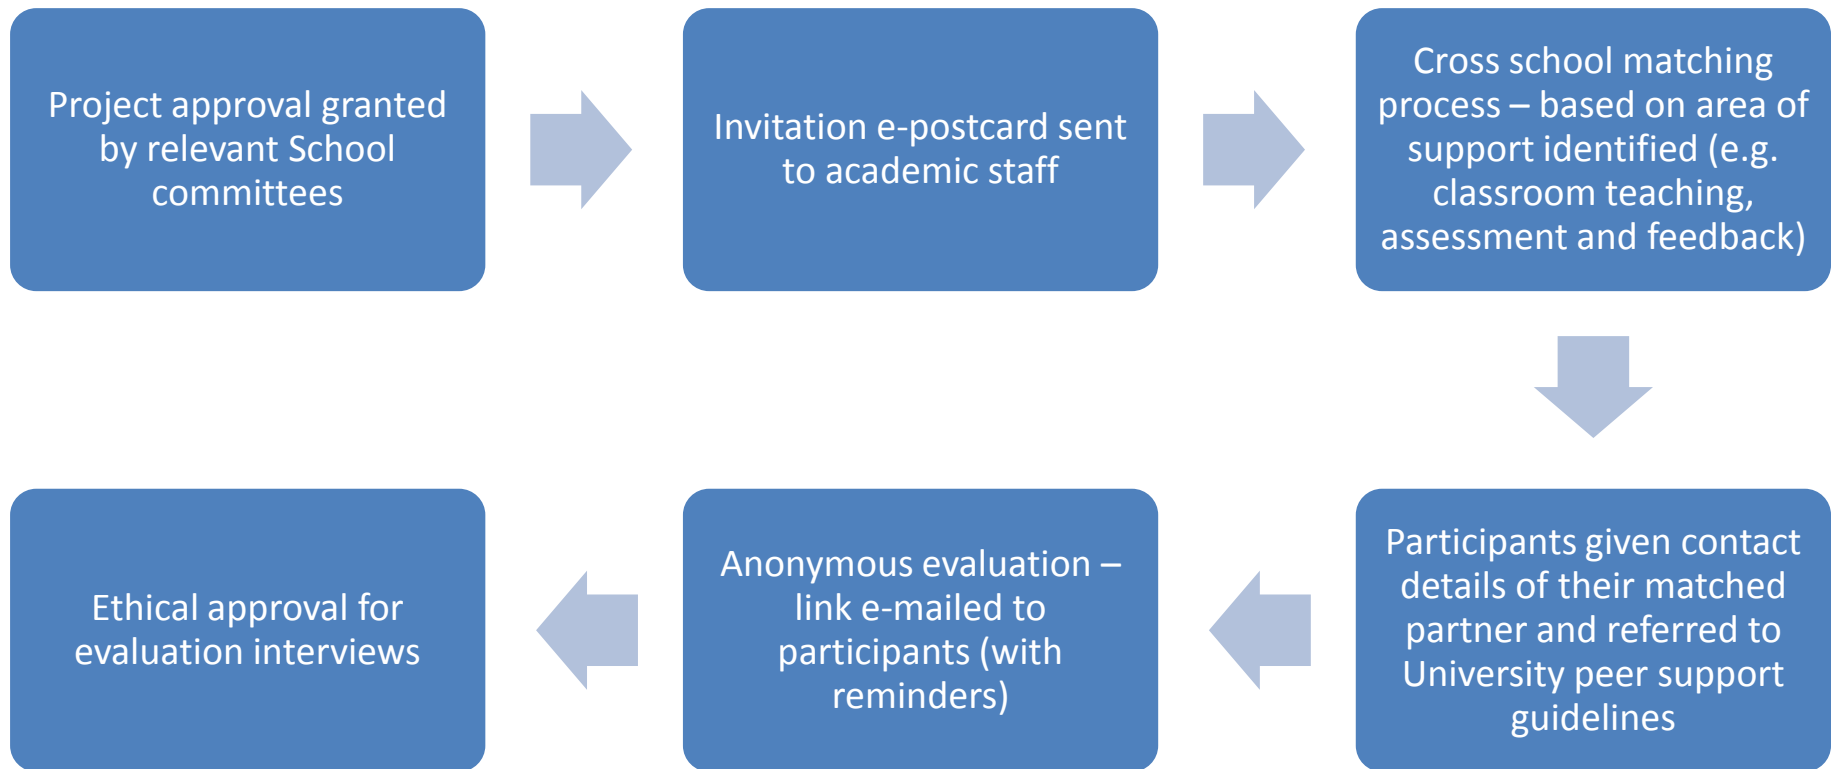 Project approval granted
by relevant School
committees
Invitation e-postcard sent
to academic staff
Cross school matching
process – based on area of
support identified (e.g.
classroom teaching,
assessment and feedback)
Participants given contact
details of their matched
partner and referred to
University peer support
guidelines
Anonymous evaluation –
link e-mailed to
participants (with
reminders)
Ethical approval for
evaluation interviews